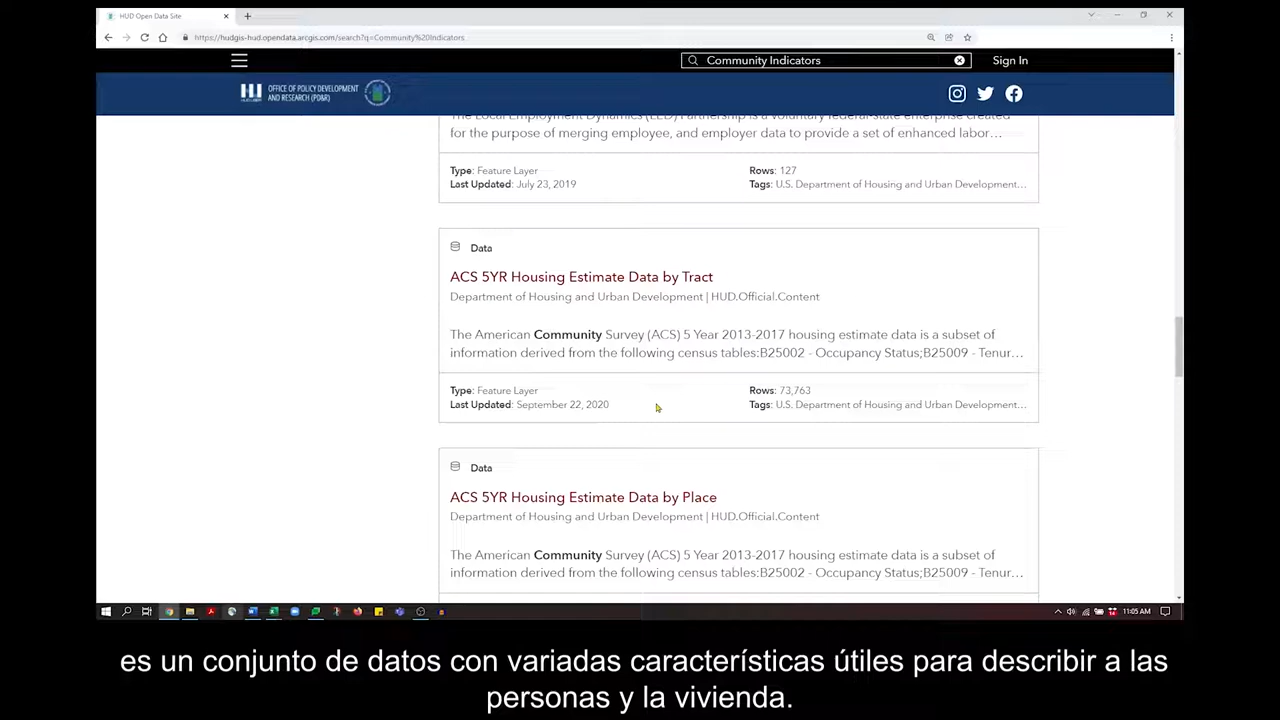 HUD Open Data Site
https://hudgis-hud.opendata.arcgis.com/search?q=Community%20Indicators
Community Indicators
Sign In
OFFICE OF POLICY DEVELOPMENT
AND RESEARCH (PD&R)
The Local Employment Dynamics (LED) Partnership is a voluntary federal-state enterprise created
for the purpose of merging employee, and employer data to provide a set of enhanced labor…
Type: Feature Layer
Rows: 127
Last Updated: July 23, 2019
Tags: U.S. Department of Housing and Urban Development…
Data
ACS 5YR Housing Estimate Data by Tract
Department of Housing and Urban Development | HUD.Official.Content
The American Community Survey (ACS) 5 Year 2013-2017 housing estimate data is a subset of
information derived from the following census tables:B25002 - Occupancy Status;B25009 - Tenur…
Type: Feature Layer
Rows: 73,763
Last Updated: September 22, 2020
Tags: U.S. Department of Housing and Urban Development…
Data
ACS 5YR Housing Estimate Data by Place
Department of Housing and Urban Development | HUD.Official.Content
The American Community Survey (ACS) 5 Year 2013-2017 housing estimate data is a subset of
information derived from the following census tables:B25002 - Occupancy Status;B25009 - Tenur…
11:05 AM
es un conjunto de datos con variadas características útiles para describir a las
personas y la vivienda.